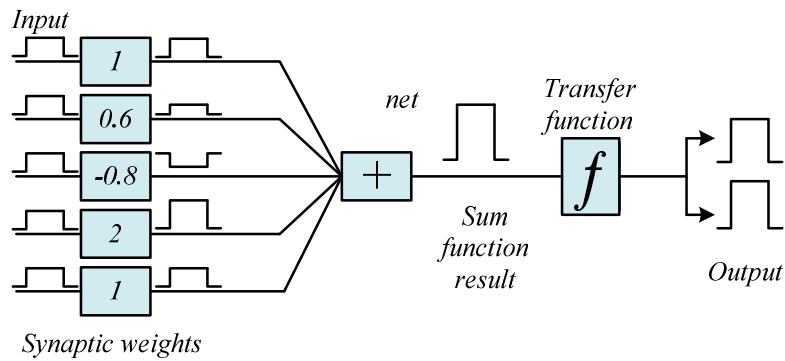 Input
1
0.6
-0.8
2
1
Synaptic weights
+
net
Sum
function
result
Transfer
function
f
Output